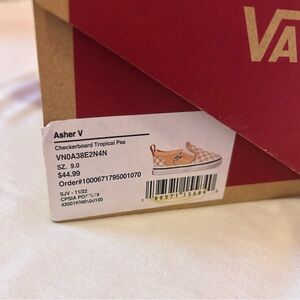 VA
Asher V
Checkerboard Tropical Pea
VN0A38E2N4N
SZ. 9.0
$44.99
Order#1000671795001070
SJV - 11/22